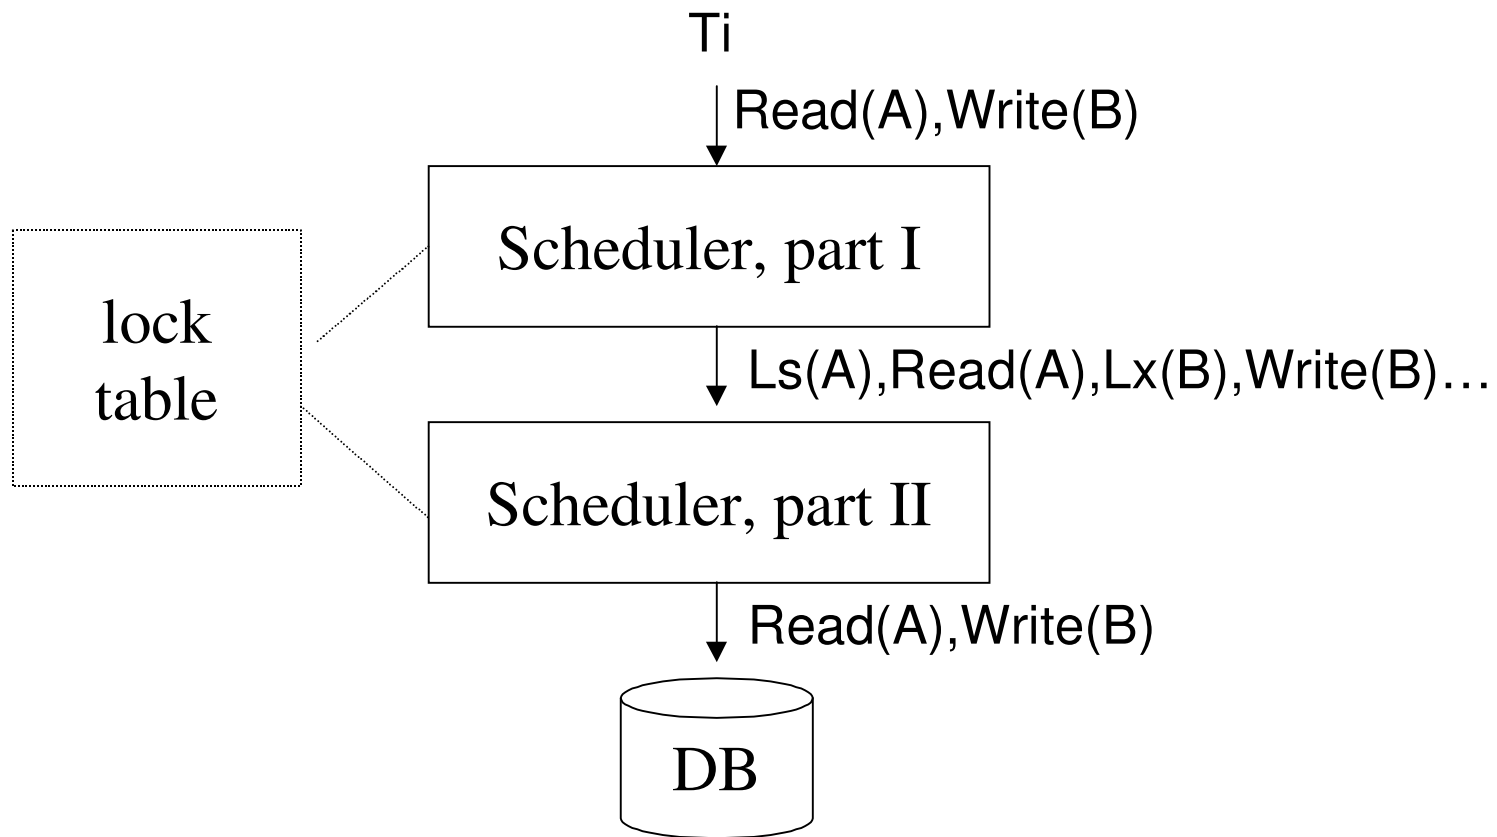 Ti
Read(A),Write(B)
Scheduler, part I
lock
table
Ls(A),Read(A),Lx(B),Write(B)…
Scheduler, part II
Read(A),Write(B)
DB